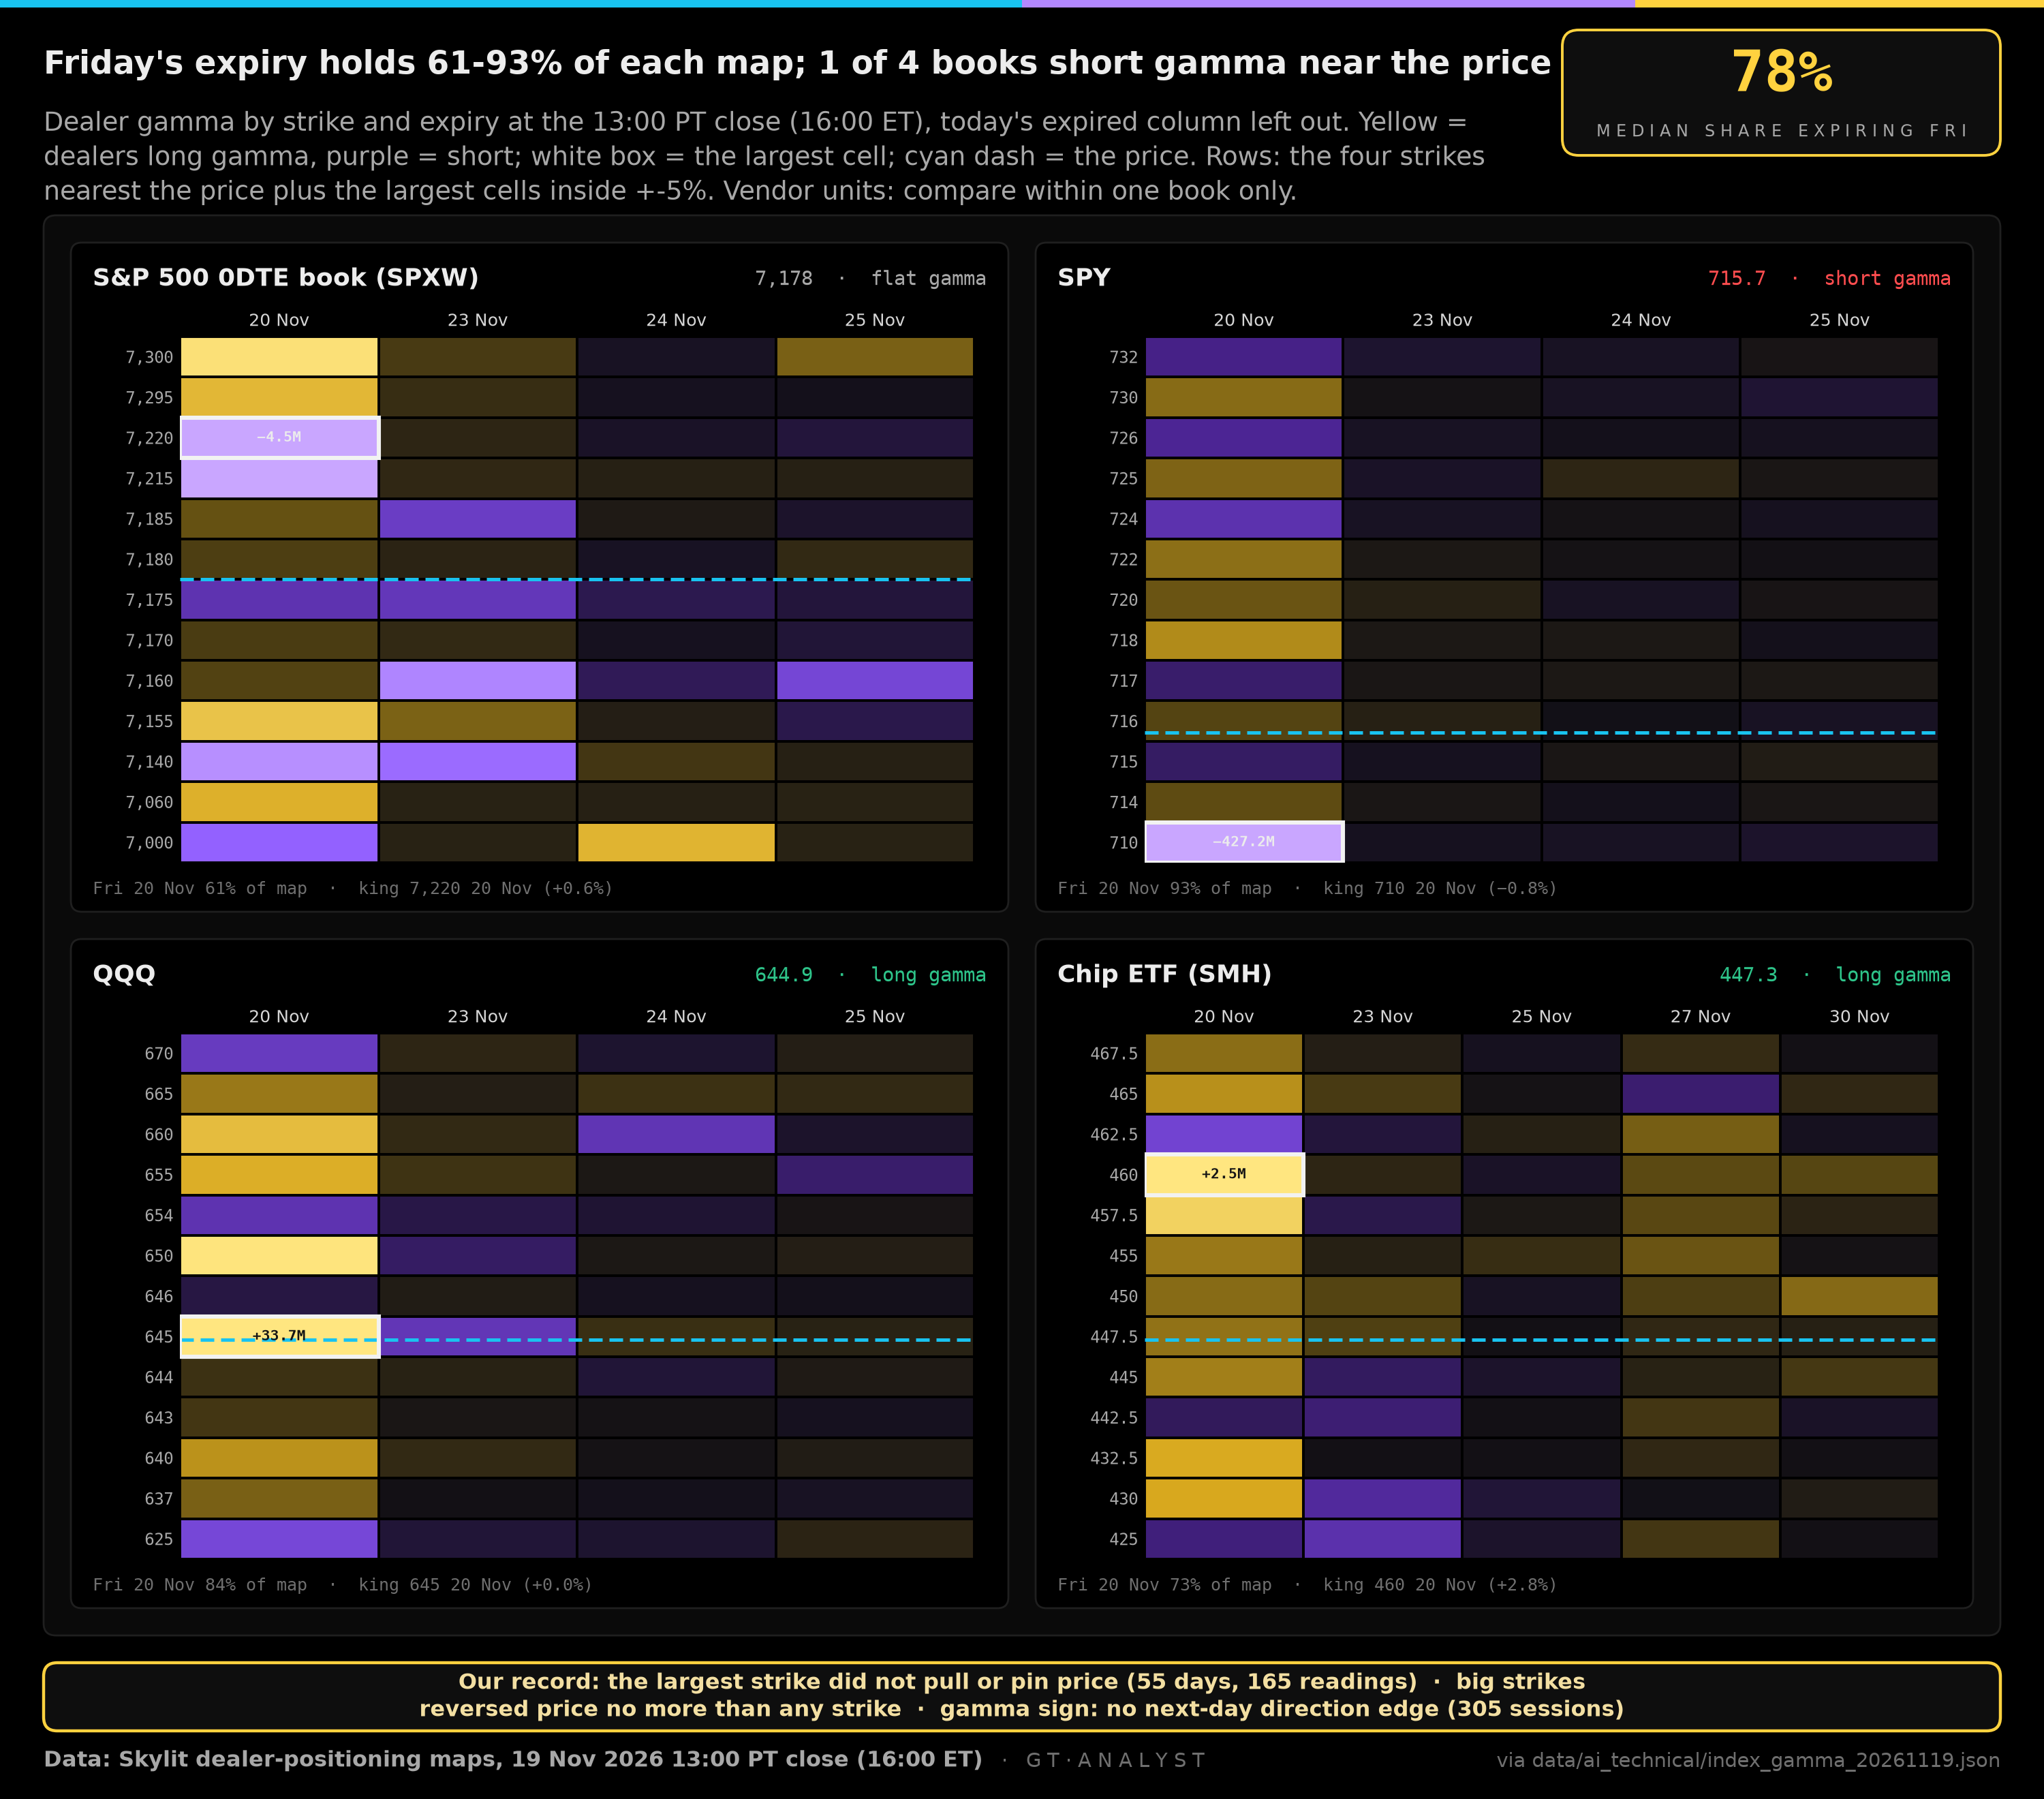 Friday's expiry holds 61-93% of each map; 1 of 4 books short gamma near the price
78%
MEDIAN SHARE EXPIRING FRI
Dealer gamma by strike and expiry at the 13:00 PT close (16:00 ET), today's expired column left out. Yellow =
dealers long gamma, purple = short; white box = the largest cell; cyan dash = the price. Rows: the four strikes
nearest the price plus the largest cells inside +-5%. Vendor units: compare within one book only.
S&P 500 0DTE book (SPXW)
7,178 · flat gamma
20 Nov 23 Nov 24 Nov 25 Nov
7,300
7,295
7,220 −4.5M
7,215
7,185
7,180
7,175
7,170
7,160
7,155
7,140
7,060
7,000
Fri 20 Nov 61% of map · king 7,220 20 Nov (+0.6%)
SPY
715.7 · short gamma
20 Nov 23 Nov 24 Nov 25 Nov
732
730
726
725
724
722
720
718
717
716
715
714
710 −427.2M
Fri 20 Nov 93% of map · king 710 20 Nov (−0.8%)
QQQ
644.9 · long gamma
20 Nov 23 Nov 24 Nov 25 Nov
670
665
660
655
654
650
646
645 +33.7M
644
643
640
637
625
Fri 20 Nov 84% of map · king 645 20 Nov (+0.0%)
Chip ETF (SMH)
447.3 · long gamma
20 Nov 23 Nov 25 Nov 27 Nov 30 Nov
467.5
465
462.5
460 +2.5M
457.5
455
450
447.5
445
442.5
432.5
430
425
Fri 20 Nov 73% of map · king 460 20 Nov (+2.8%)
Our record: the largest strike did not pull or pin price (55 days, 165 readings) · big strikes
reversed price no more than any strike · gamma sign: no next-day direction edge (305 sessions)
Data: Skylit dealer-positioning maps, 19 Nov 2026 13:00 PT close (16:00 ET) · GT·ANALYST
via data/ai_technical/index_gamma_20261119.json